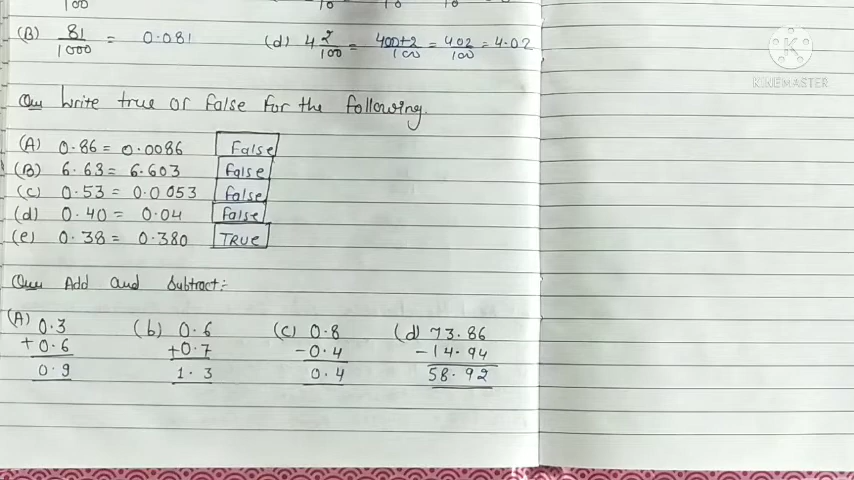 100
(B) 81/1000 = 0.081
(d) 4 2/100 = 400+2/100 = 402/100 = 4.02
KINEMASTER
Que Write true or False For the Following.
(A) 0.86 = 0.0086 False
(B) 6.63 = 6.603 False
(c) 0.53 = 0.0053 False
(d) 0.40 = 0.04 False
(e) 0.38 = 0.380 TRUE
Que Add and Subtract:-
(A) 0.3 (b) 0.6 (c) 0.8 (d) 73.86
+0.6 +0.7 -0.4 -14.94
0.9 1.3 0.4 58.92